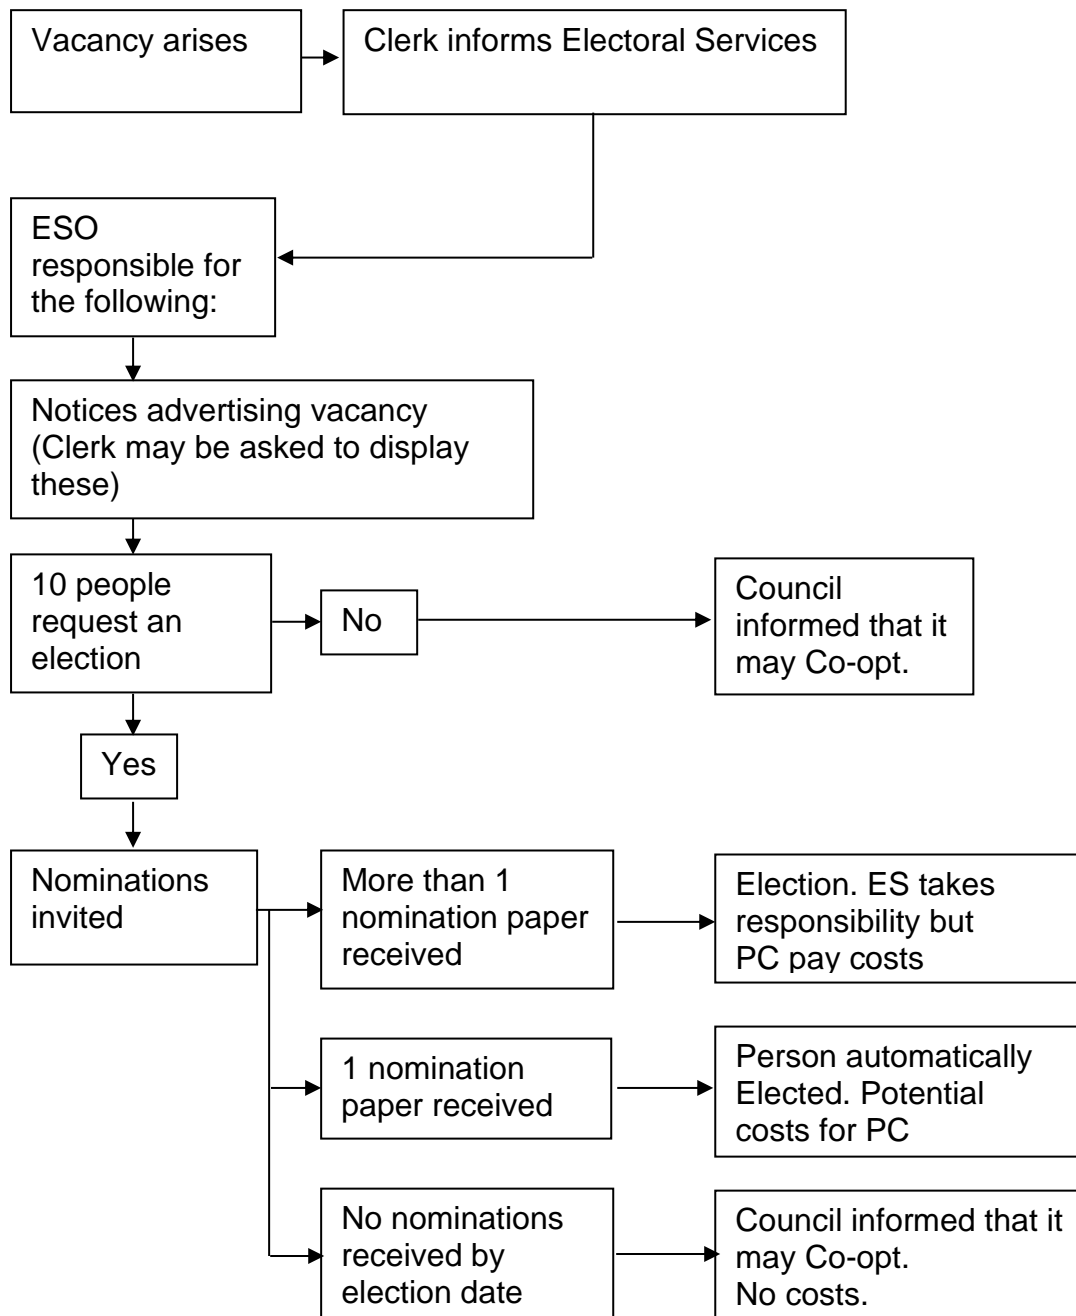 Vacancy arises
Clerk informs Electoral Services
ESO
responsible for
the following:
Notices advertising vacancy
(Clerk may be asked to display
these)
10 people
request an
election
No
Council
informed that it
may Co-opt.
Yes
Nominations
invited
More than 1
nomination paper
received
Election. ES takes
responsibility but
PC pay costs
1 nomination
paper received
Person automatically
Elected. Potential
costs for PC
No nominations
received by
election date
Council informed that it
may Co-opt.
No costs.